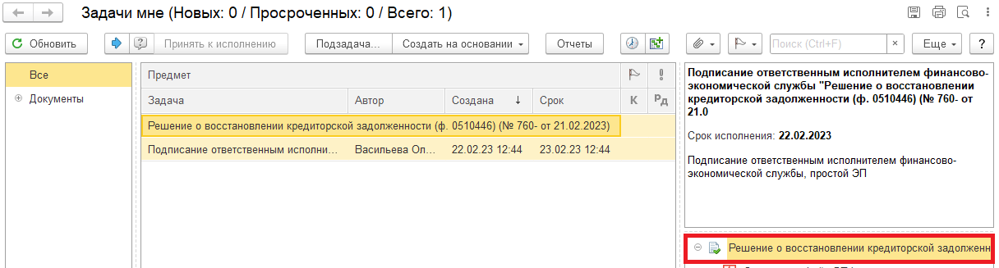 Задачи мне (Новых: 0 / Просроченных: 0 / Всего: 1)
Обновить Принять к исполнению Подзадача... Создать на основании Отчеты Поиск (Ctrl+F) × Еще ?
Все
Документы
Предмет
Задача Автор Создана ↓ Срок К Рд
Решение о восстановлении кредиторской задолженности (ф. 0510446) (№ 760- от 21.02.2023)
Подписание ответственным исполни... Васильева Ол... 22.02.23 12:44 23.02.23 12:44
Подписание ответственным исполнителем финансово-
экономической службы "Решение о восстановлении
кредиторской задолженности (ф. 0510446) (№ 760- от
21.0
Срок исполнения: 22.02.2023
Подписание ответственным исполнителем финансово-
экономической службы, простой ЭП
Решение о восстановлении кредиторской задолженн